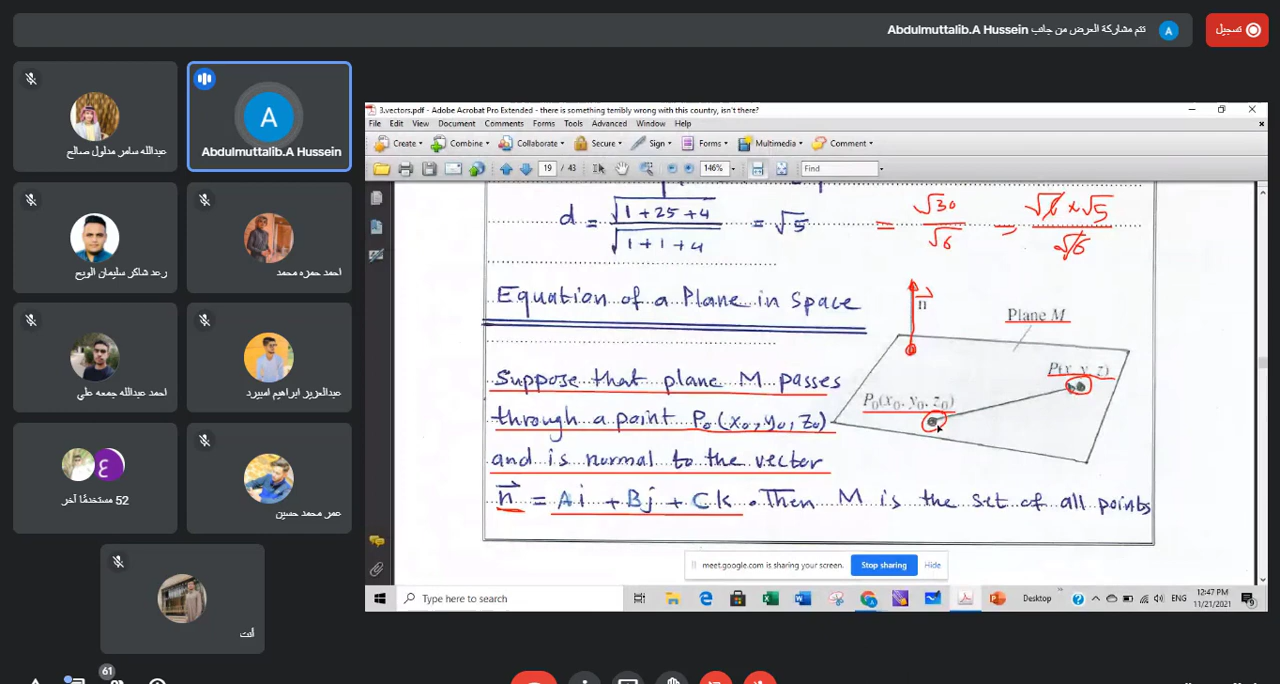 تتم مشاركة العرض من جانب Abdulmuttalib.A Hussein
تسجيل
عبدالله سامر مدلول صالح
Abdulmuttalib.A Hussein
رعد شاكر سليمان الويح
احمد حمزه محمد
احمد عبدالله جمعه علي
عبدالعزيز ابراهيم امبيرد
52 مستخدمًا آخر
عمر محمد حسين
أنت
61
3.vectors.pdf - Adobe Acrobat Pro Extended - there is something terribly wrong with this country, isn't there?
File Edit View Document Comments Forms Tools Advanced Window Help
Create Combine Collaborate Secure Sign Forms Multimedia Comment
19 / 43 146% Find
d = √(1 + 25 + 4) / √(1 + 1 + 4) = √5 = √30 / √6 = √6 x √5 / √6
Equation of a Plane in Space
n
Plane M
P(x, y, z)
P₀(x₀, y₀, z₀)
Suppose that plane M passes
through a point P₀(x₀, y₀, z₀)
and is normal to the vector
n = Ai + Bj + Ck . Then M is the set of all points
meet.google.com is sharing your screen. Stop sharing Hide
Type here to search
Desktop
ENG
12:47 PM
11/21/2021